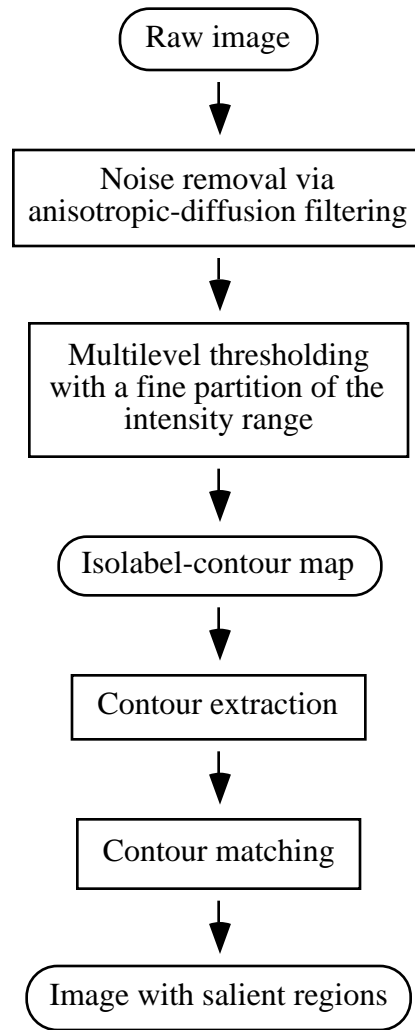 Raw image
Noise removal via
anisotropic-diffusion filtering
Multilevel thresholding
with a fine partition of the
intensity range
Isolabel-contour map
Contour extraction
Contour matching
Image with salient regions